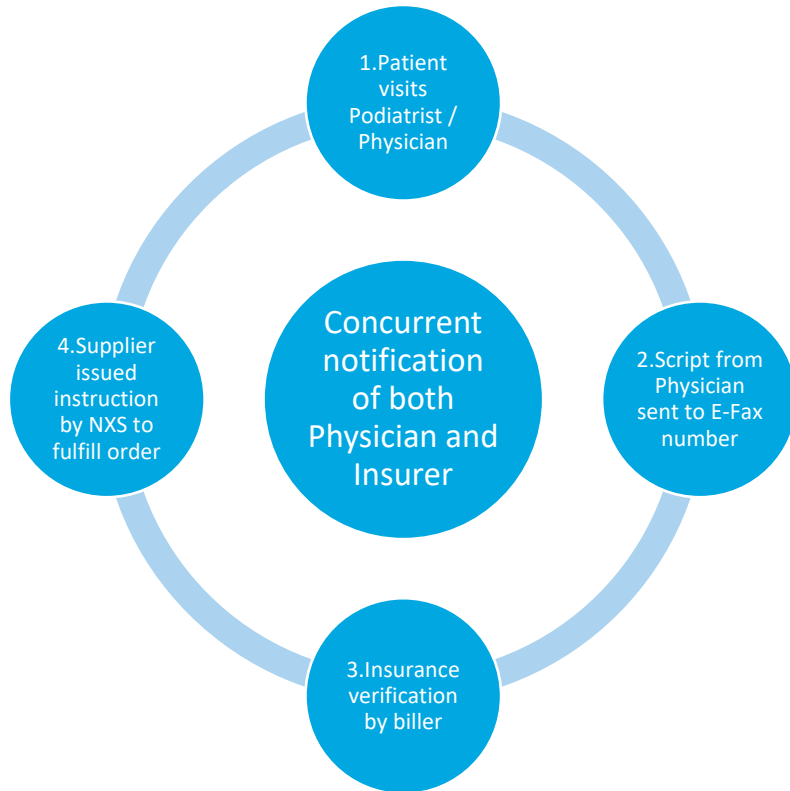 1.Patient
visits
Podiatrist /
Physician
Concurrent
notification
of both
Physician and
Insurer
2.Script from
Physician
sent to E-Fax
number
3.Insurance
verification
by biller
4.Supplier
issued
instruction
by NXS to
fulfill order